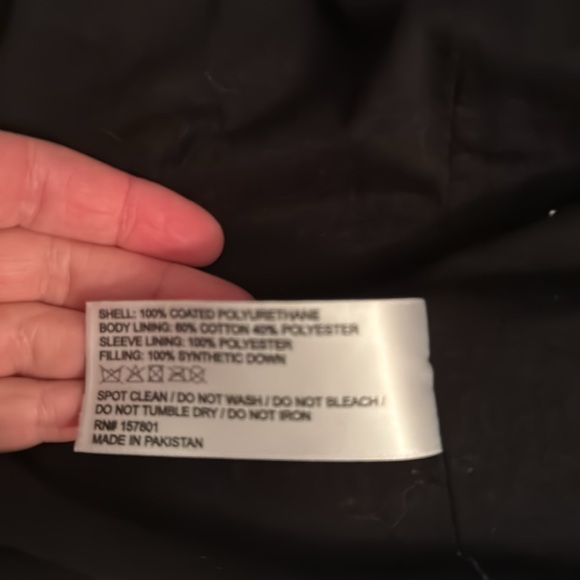 SHELL: 100% COATED POLYURETHANE
BODY LINING: 60% COTTON 40% POLYESTER
SLEEVE LINING: 100% POLYESTER
FILLING: 100% SYNTHETIC DOWN
SPOT CLEAN / DO NOT WASH / DO NOT BLEACH /
DO NOT TUMBLE DRY / DO NOT IRON
RN# 157801
MADE IN PAKISTAN